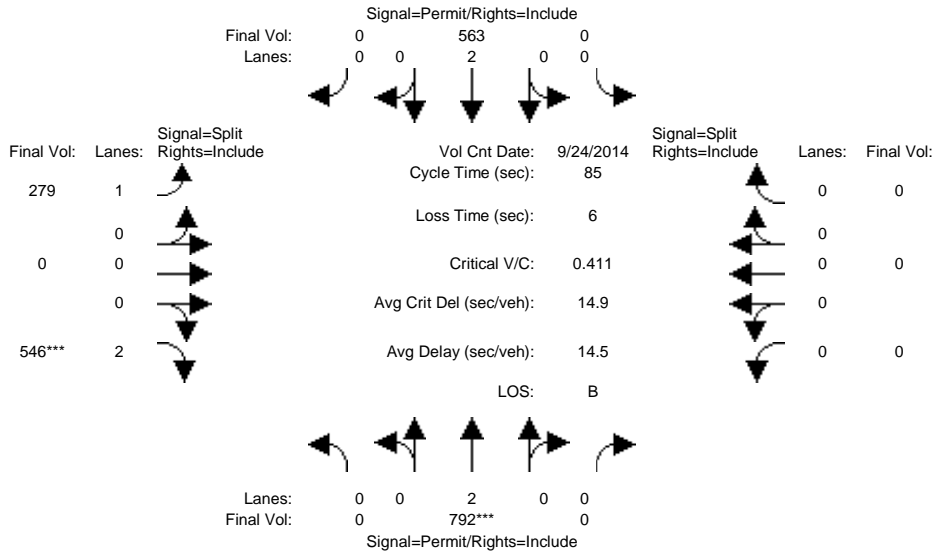 Signal=Permit/Rights=Include
Final Vol: 0 563 0
Lanes: 0 0 2 0 0
Signal=Split Signal=Split
Final Vol: Lanes: Rights=Include Vol Cnt Date: 9/24/2014 Rights=Include Lanes: Final Vol:
Cycle Time (sec): 85
279 1 0 0
Loss Time (sec): 6
0 0
0 0 Critical V/C: 0.411 0 0
0 Avg Crit Del (sec/veh): 14.9 0
546*** 2 Avg Delay (sec/veh): 14.5 0 0
LOS: B
Lanes: 0 0 2 0 0
Final Vol: 0 792*** 0
Signal=Permit/Rights=Include